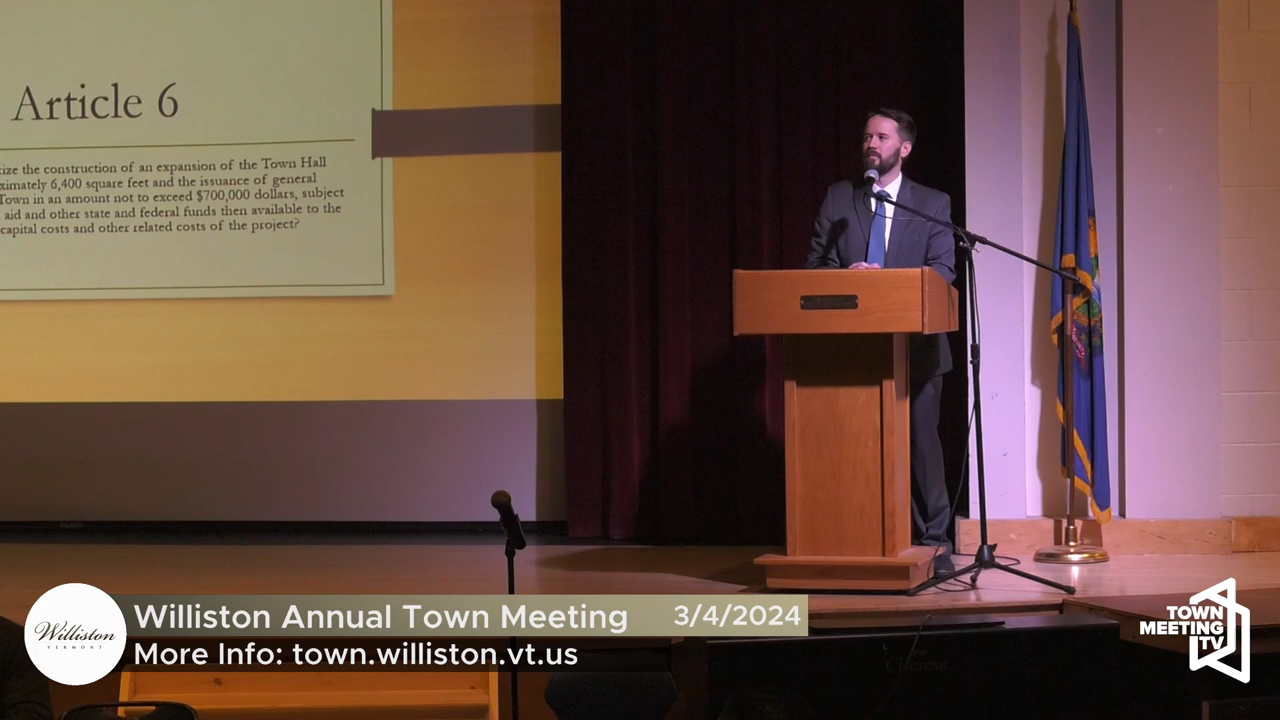 Article 6
ize the construction of an expansion of the Town Hall
ximately 6,400 square feet and the issuance of general
Town in an amount not to exceed $700,000 dollars, subject
aid and other state and federal funds then available to the
capital costs and other related costs of the project?
Williston Annual Town Meeting 3/4/2024
More Info: town.williston.vt.us
Williston
VERMONT
TOWN
MEETING
TV